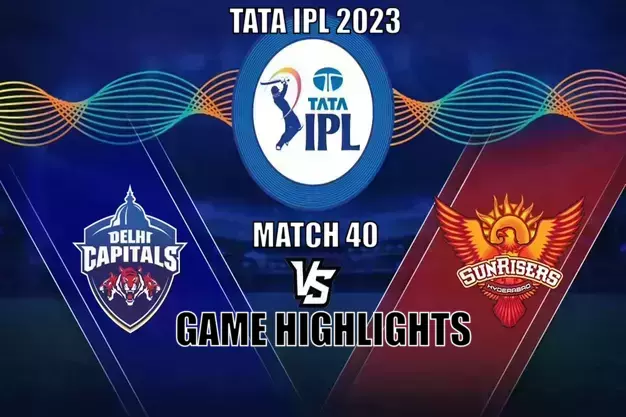 TATA IPL 2023
TATA
IPL
MATCH 40
DELHI
CAPITALS
VS
SUNRISERS
HYDERABAD
GAME HIGHLIGHTS